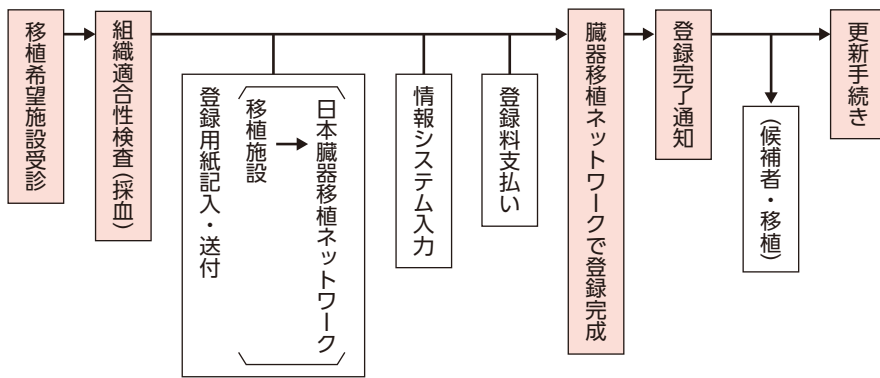 移植希望施設受診
組織適合性検査(採血)
登録用紙記入・送付
移植施設
日本臓器移植ネットワーク
情報システム入力
登録料支払い
臓器移植ネットワークで登録完成
登録完了通知
(候補者・移植)
更新手続き